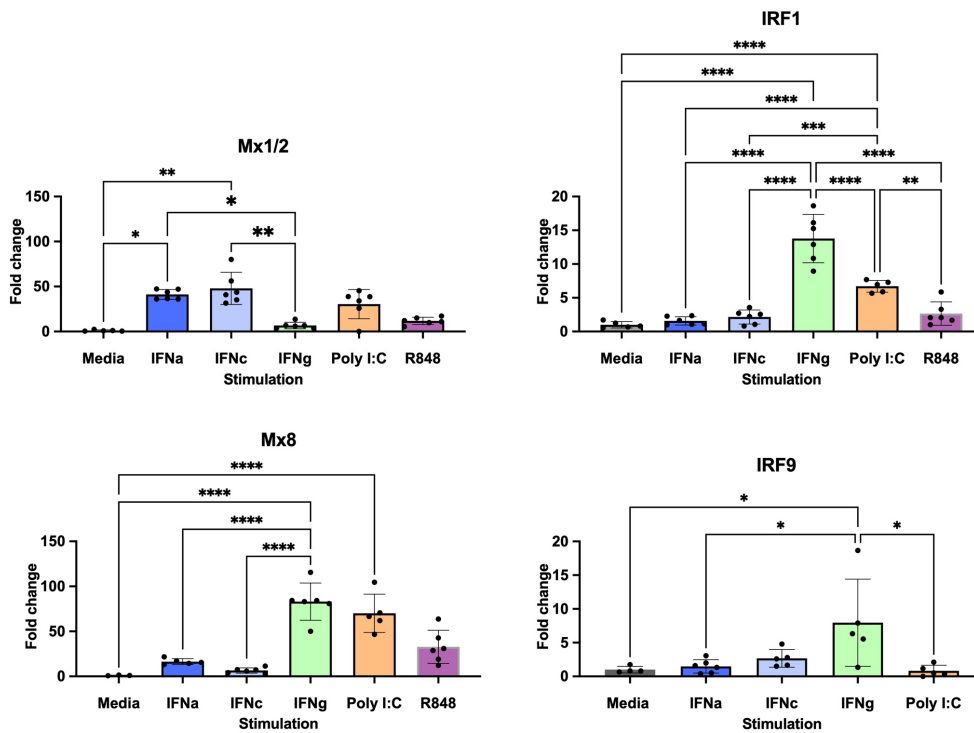 Mx1/2
**
*
*
**
150
100
50
0
Fold change
Media IFNa IFNc IFNg Poly I:C R848
Stimulation
IRF1
****
****
****
***
**** ****
**** **** **
20
15
10
5
0
Fold change
Media IFNa IFNc IFNg Poly I:C R848
Stimulation
Mx8
****
****
****
****
150
100
50
0
Fold change
Media IFNa IFNc IFNg Poly I:C R848
Stimulation
IRF9
*
* *
20
15
10
5
0
Fold change
Media IFNa IFNc IFNg Poly I:C
Stimulation